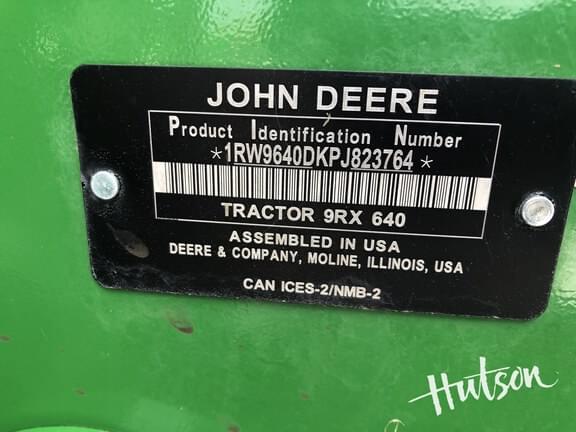 JOHN DEERE
Product Identification Number
*1RW9640DKPJ823764*
TRACTOR 9RX 640
ASSEMBLED IN USA
DEERE & COMPANY, MOLINE, ILLINOIS, USA
CAN ICES-2/NMB-2
Hutson